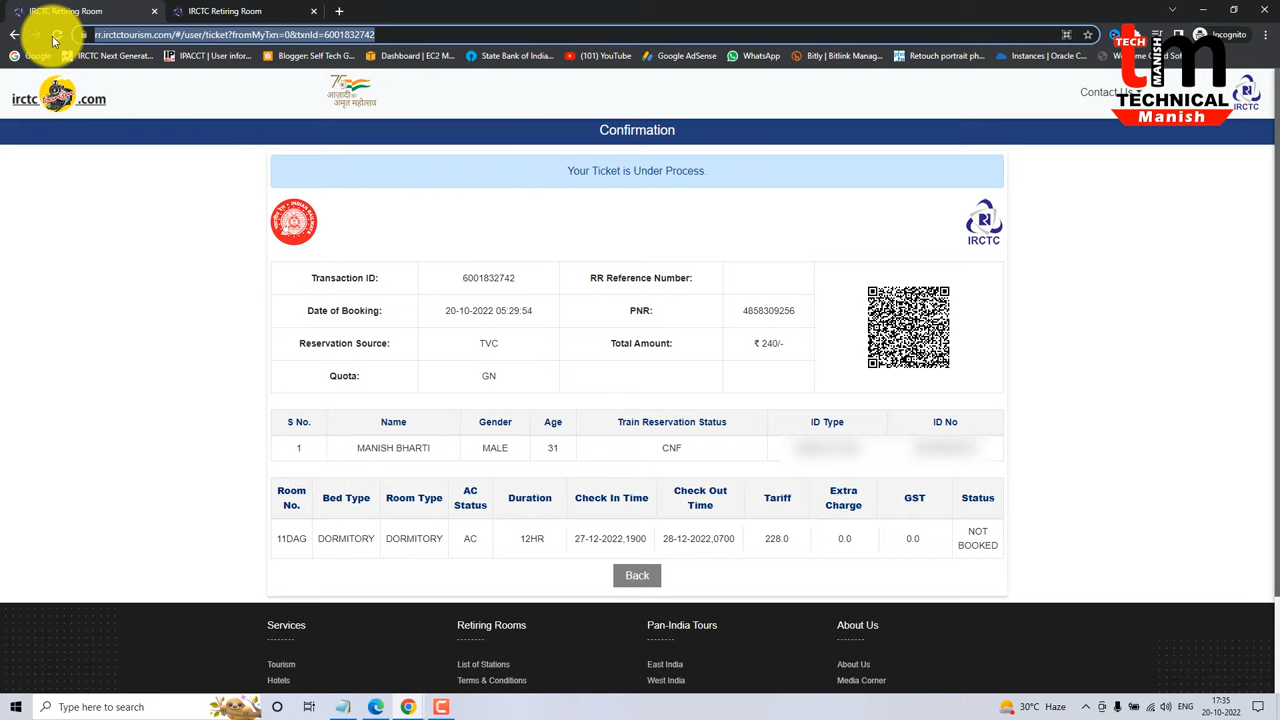 IRCTC Retiring Room
IRCTC Retiring Room
Incognito
rr.irctctourism.com/#/user/ticket?fromMyTxn=0&txnId=6001832742
Google
IRCTC Next Generat...
IPACCT - User Inter...
Dashboard | EC2 M...
State Bank of India...
(101) YouTube
Google AdSense
WhatsApp
Bitly | Bitlink Manag...
Retouch portrait ph...
Instances | EC2 Man...
TECH
MANISH
TECHNICAL
Manish
irctc
.com
आज़ादी का
अमृत महोत्सव
Contact Us
IRCTC
Confirmation
Your Ticket is Under Process.
IRCTC
Transaction ID: 6001832742 RR Reference Number:
Date of Booking: 20-10-2022 05:29:54 PNR: 4858309256
Reservation Source: TVC Total Amount: ₹ 240/-
Quota: GN
S No. Name Gender Age Train Reservation Status ID Type ID No
1 MANISH BHARTI MALE 31 CNF
Room No. Bed Type Room Type AC Status Duration Check In Time Check Out Time Tariff Extra Charge GST Status
11DAG DORMITORY DORMITORY AC 12HR 27-12-2022,1900 28-12-2022,0700 228.0 0.0 0.0 NOT BOOKED
Back
Services Retiring Rooms Pan-India Tours About Us
Tourism List of Stations East India About Us
Hotels Terms & Conditions West India Media Corner
Type here to search
30°C Haze
ENG
17:35
20-10-2022